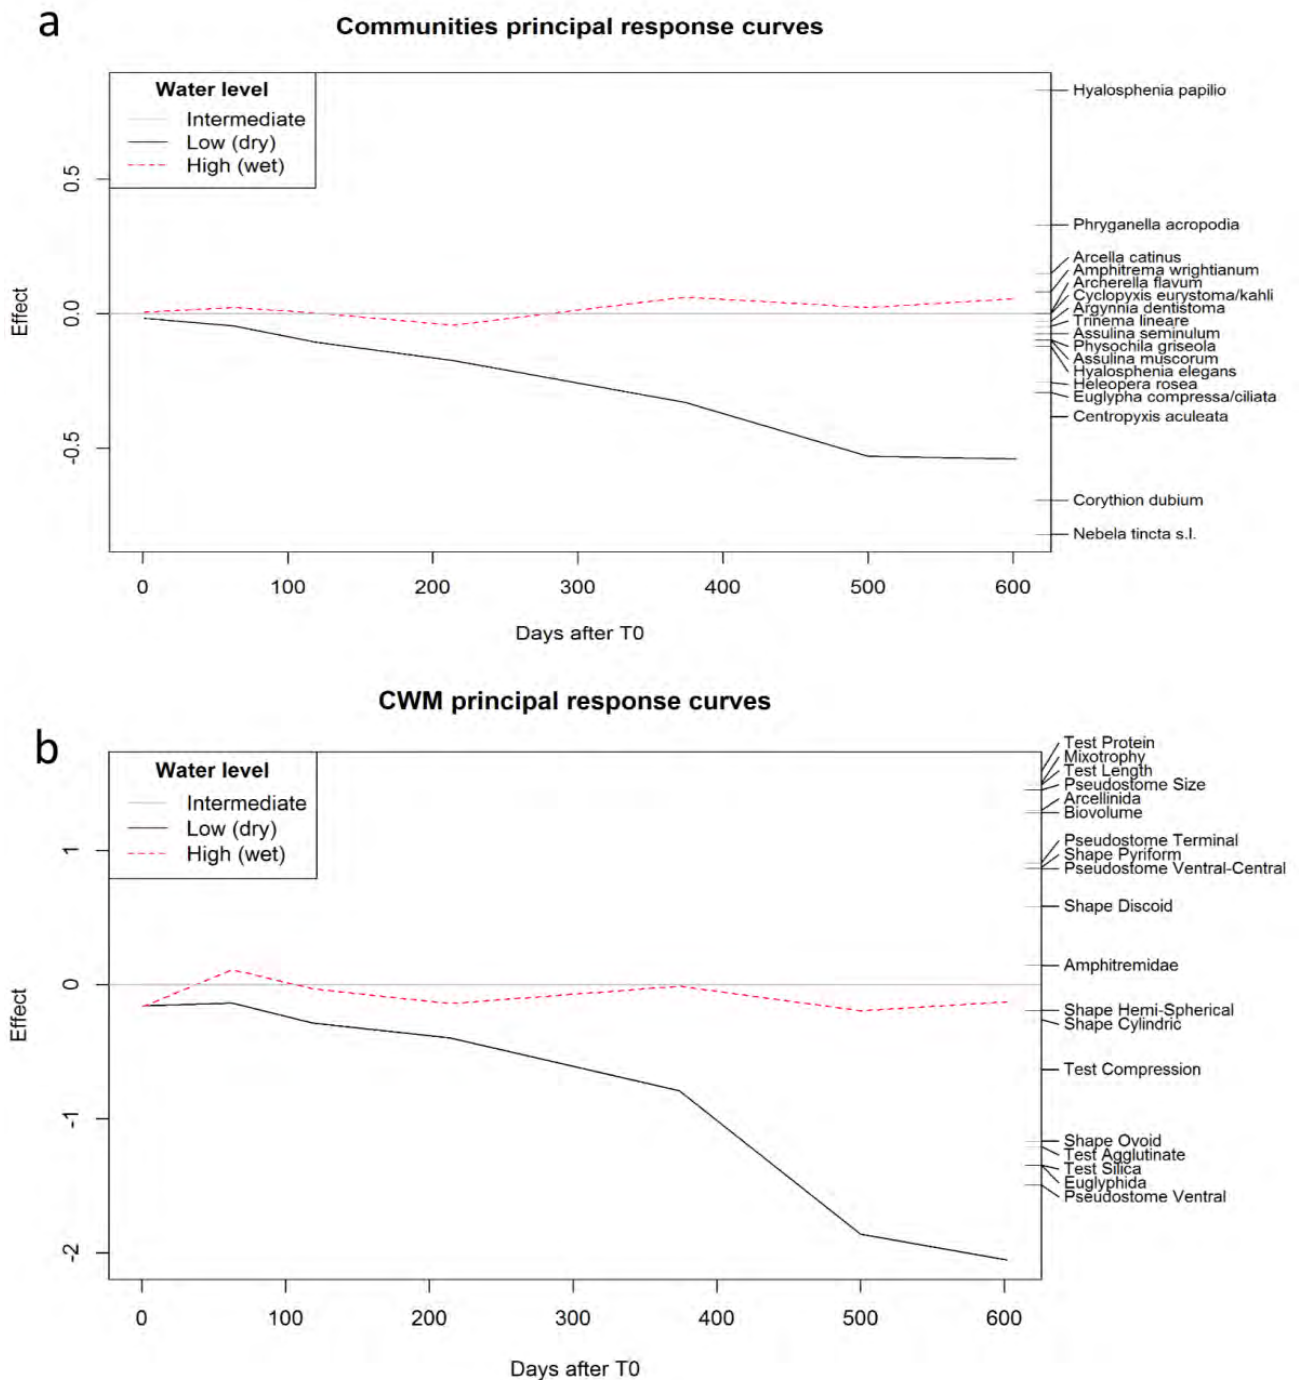 a
Communities principal response curves
Water level
Intermediate
Low (dry)
High (wet)
Effect
0.5
0.0
-0.5
0 100 200 300 400 500 600
Days after T0
Hyalosphenia papilio
Phryganella acropodia
Arcella catinus
Amphitrema wrightianum
Archerella flavum
Cyclopyxis eurystoma/kahli
Argynnia dentistoma
Trinema lineare
Assulina seminulum
Physochila griseola
Assulina muscorum
Hyalosphenia elegans
Heleopera rosea
Euglypha compressa/ciliata
Centropyxis aculeata
Corythion dubium
Nebela tincta s.l.
CWM principal response curves
b
Water level
Intermediate
Low (dry)
High (wet)
Effect
1
0
-1
-2
0 100 200 300 400 500 600
Days after T0
Test Protein
Mixotrophy
Test Length
Pseudostome Size
Arcellinida
Biovolume
Pseudostome Terminal
Shape Pyriform
Pseudostome Ventral-Central
Shape Discoid
Amphitremidae
Shape Hemi-Spherical
Shape Cylindric
Test Compression
Shape Ovoid
Test Agglutinate
Test Silica
Euglyphida
Pseudostome Ventral